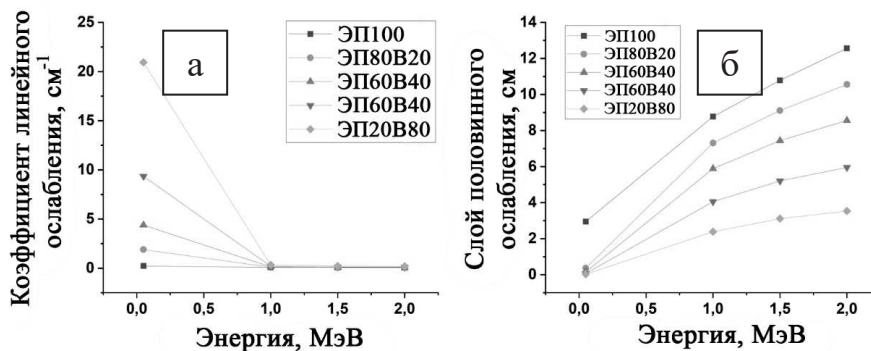 Коэффициент линейного
ослабления, см⁻¹
25
20
15
10
5
0
а
ЭП100
ЭП80В20
ЭП60В40
ЭП60В40
ЭП20В80
0,0 0,5 1,0 1,5 2,0
Энергия, МэВ
Слой половинного
ослабления, см
14
12
10
8
6
4
2
0
ЭП100
ЭП80В20
ЭП60В40
ЭП60В40
ЭП20В80
б
0,0 0,5 1,0 1,5 2,0
Энергия, МэВ